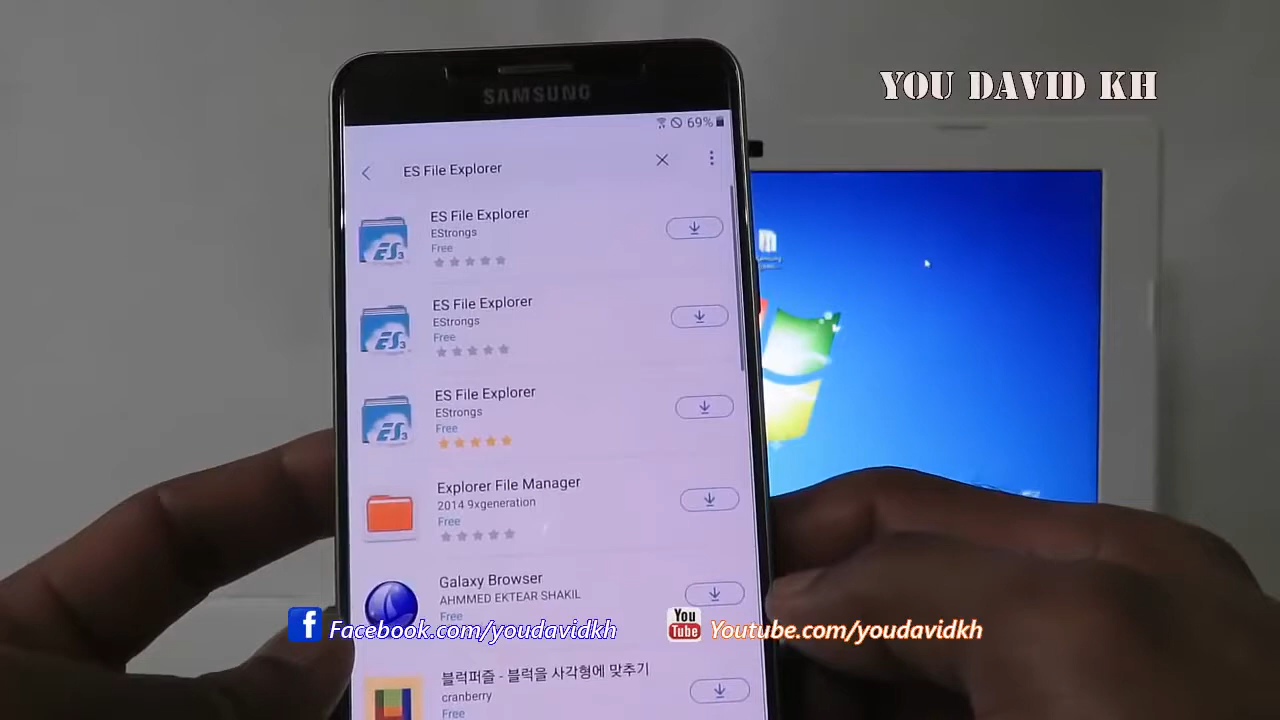 YOU DAVID KH
SAMSUNG
69%
ES File Explorer
ES File Explorer
EStrongs
Free
ES File Explorer
EStrongs
Free
ES File Explorer
EStrongs
Free
Explorer File Manager
2014 9xgeneration
Free
Galaxy Browser
AHMMED EKTEAR SHAKIL
Free
Facebook.com/youdavidkh
You
Tube
Youtube.com/youdavidkh
블럭퍼즐 - 블럭을 사각형에 맞추기
cranberry
Free